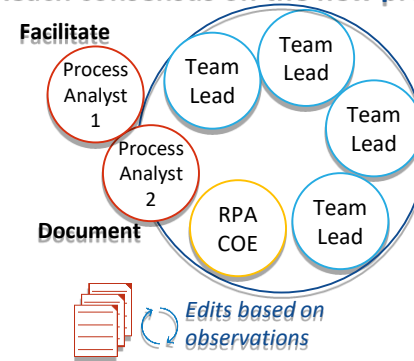 Facilitate
Process
Analyst
1
Team
Lead
Team
Lead
Team
Lead
Process
Analyst
2
RPA
COE
Team
Lead
Document
Edits based on
observations